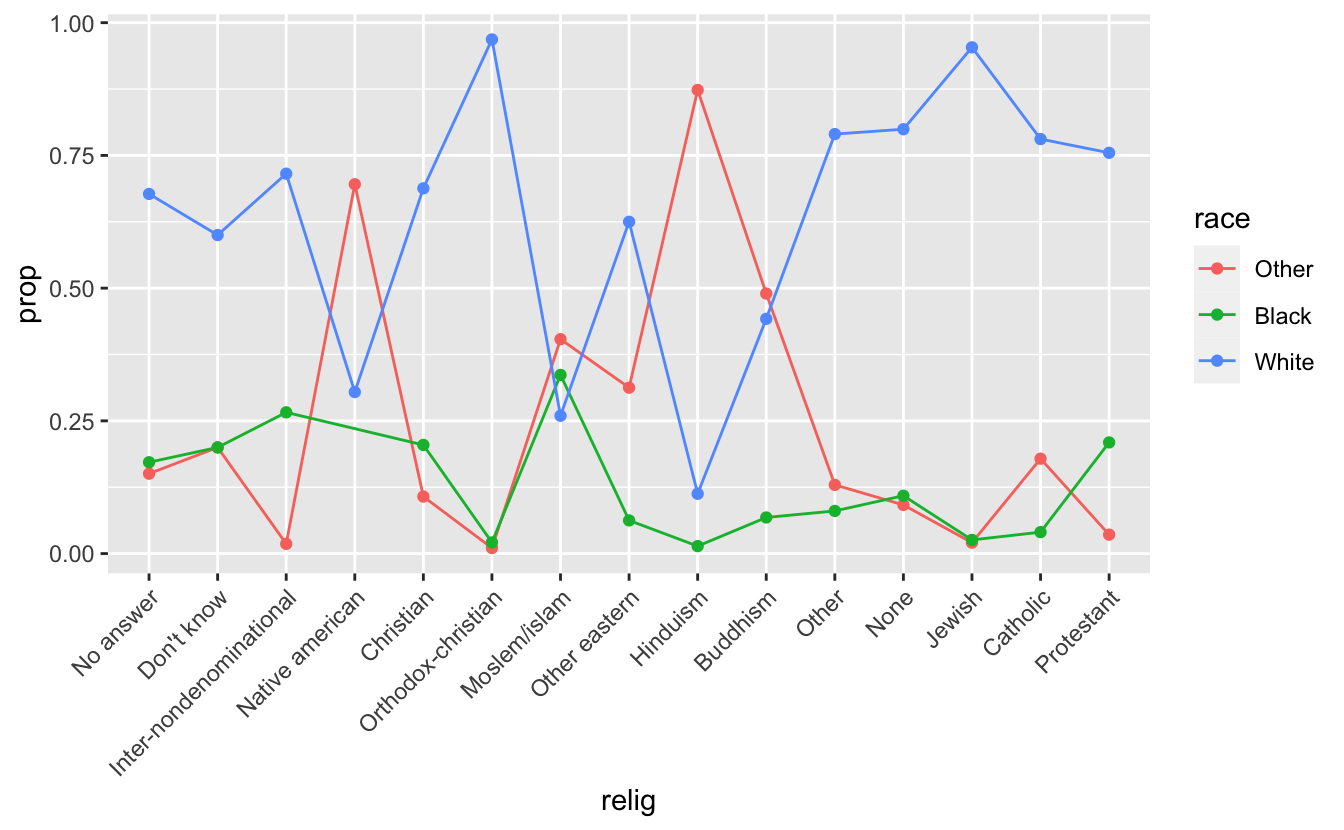 1.00
0.75
0.50
0.25
0.00
prop
No answer
Don't know
Inter-nondenominational
Native american
Christian
Orthodox-christian
Moslem/islam
Other eastern
Hinduism
Buddhism
Other
None
Jewish
Catholic
Protestant
relig
race
Other
Black
White